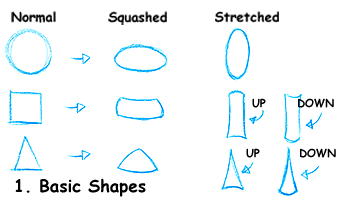 Normal Squashed Stretched
UP DOWN
UP DOWN
1. Basic Shapes